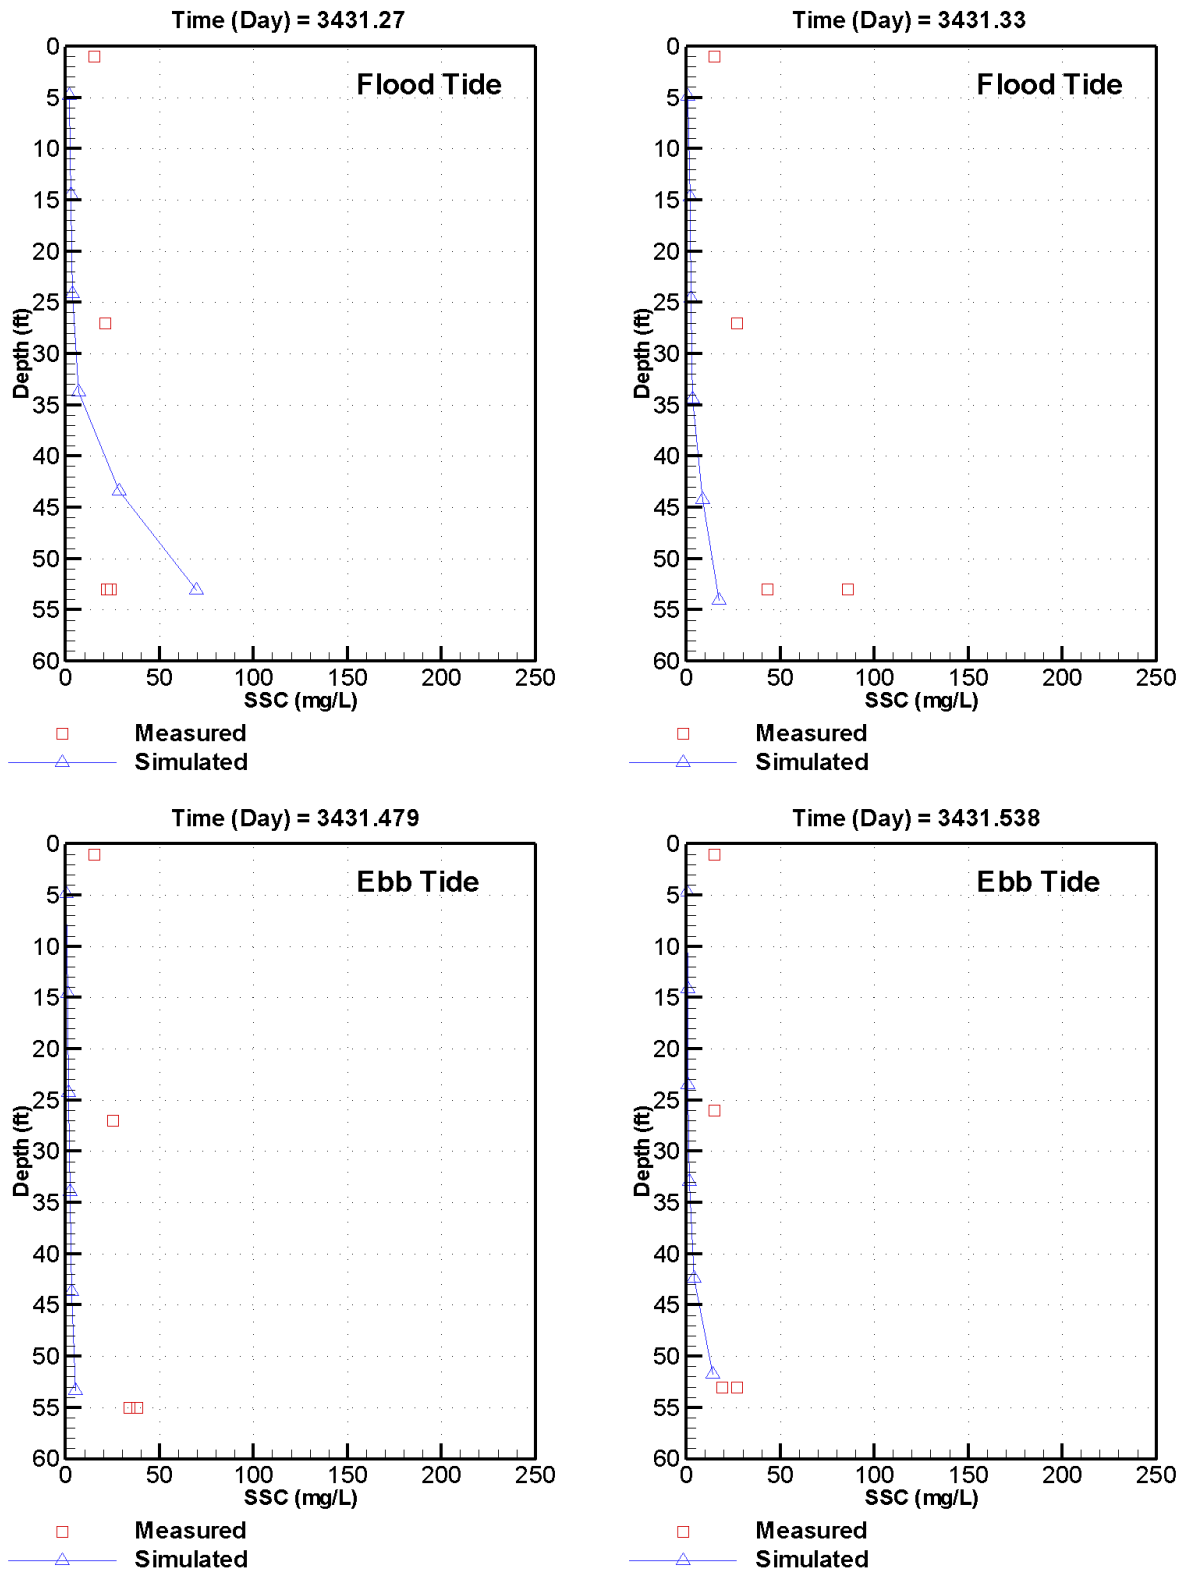 Time (Day) = 3431.27
Flood Tide
0
5
10
15
20
25
30
35
40
45
50
55
60
Depth (ft)
0 50 100 150 200 250
SSC (mg/L)
Measured
Simulated
Time (Day) = 3431.33
Flood Tide
0
5
10
15
20
25
30
35
40
45
50
55
60
Depth (ft)
0 50 100 150 200 250
SSC (mg/L)
Measured
Simulated
Time (Day) = 3431.479
Ebb Tide
0
5
10
15
20
25
30
35
40
45
50
55
60
Depth (ft)
0 50 100 150 200 250
SSC (mg/L)
Measured
Simulated
Time (Day) = 3431.538
Ebb Tide
0
5
10
15
20
25
30
35
40
45
50
55
60
Depth (ft)
0 50 100 150 200 250
SSC (mg/L)
Measured
Simulated